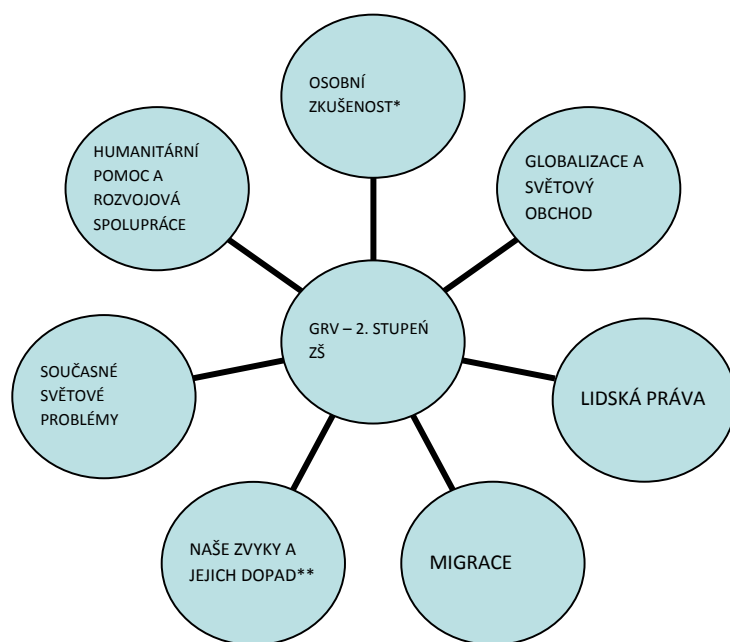 OSOBNÍ
ZKUŠENOST*
HUMANITÁRNÍ
POMOC A
ROZVOJOVÁ
SPOLUPRÁCE
GLOBALIZACE A
SVĚTOVÝ
OBCHOD
GRV – 2. STUPEŇ
ZŠ
SOUČASNÉ
SVĚTOVÉ
PROBLÉMY
LIDSKÁ PRÁVA
NAŠE ZVYKY A
JEJICH DOPAD**
MIGRACE